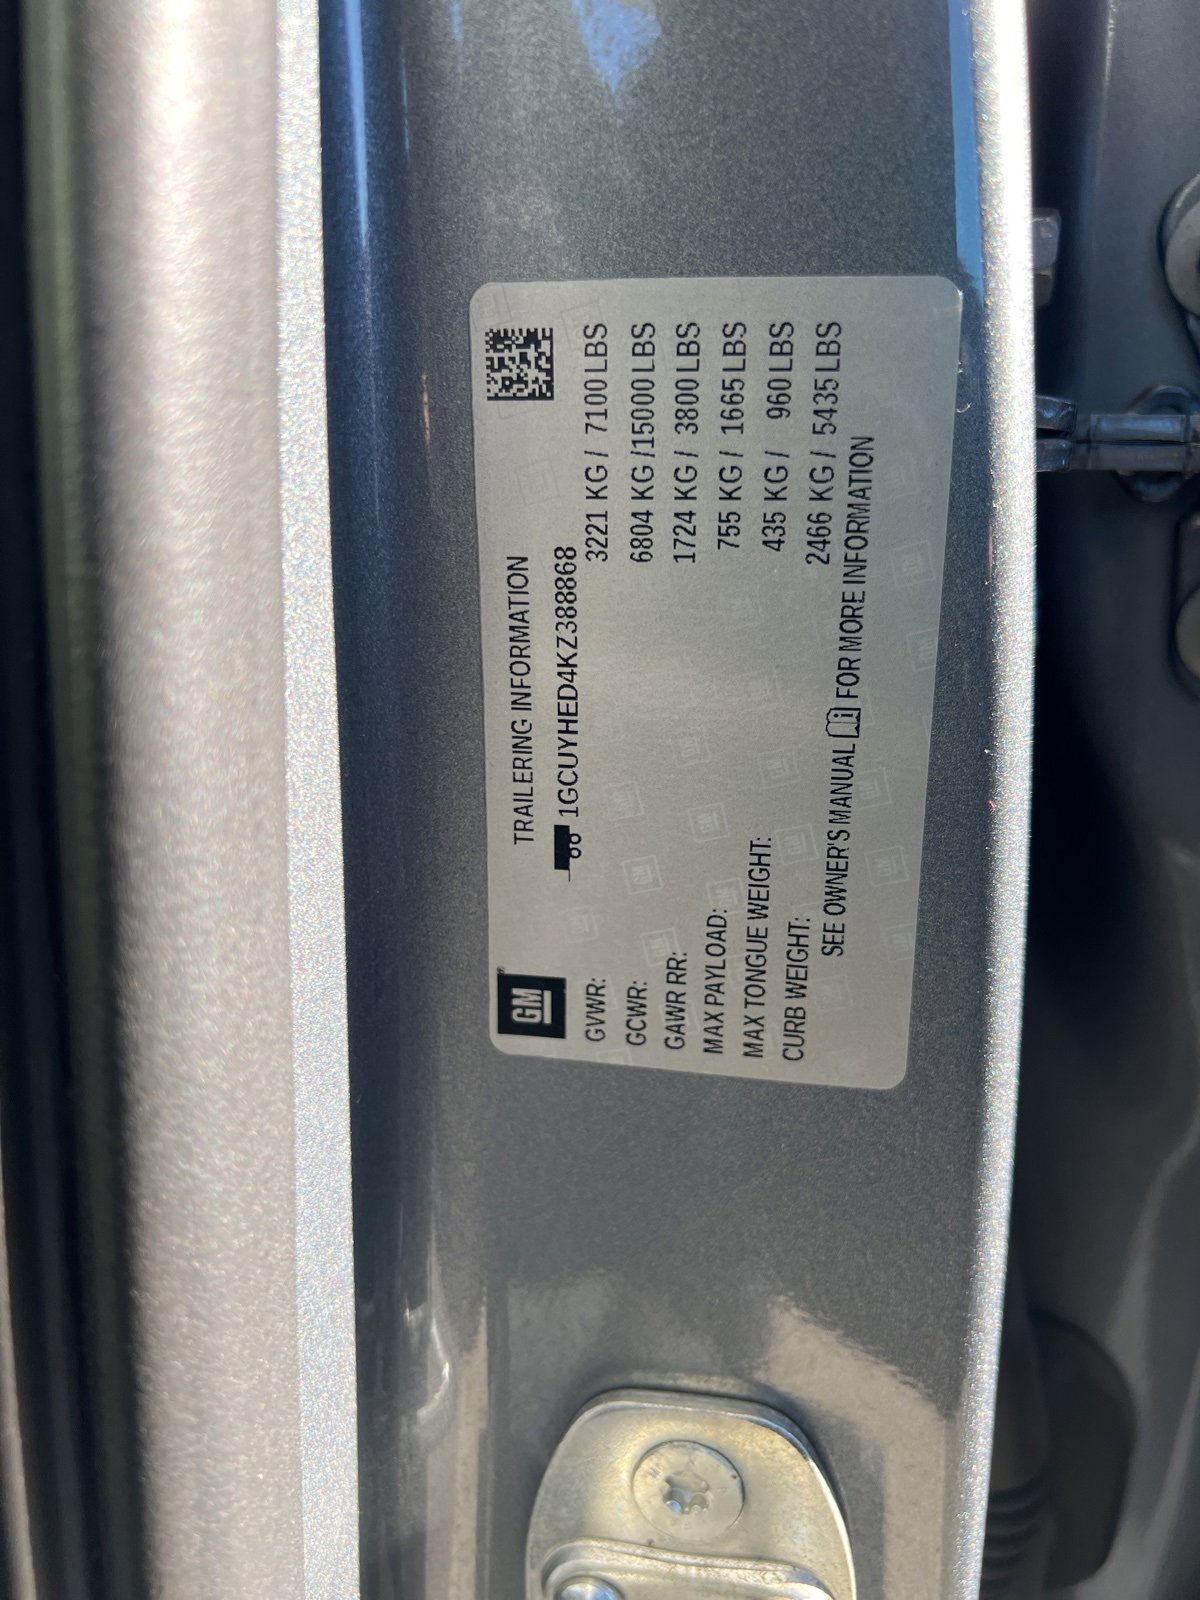 GM
TRAILERING INFORMATION
1GCUYHED4KZ388868
GVWR: 3221 KG / 7100 LBS
GCWR: 6804 KG / 15000 LBS
GAWR RR: 1724 KG / 3800 LBS
MAX PAYLOAD: 755 KG / 1665 LBS
MAX TONGUE WEIGHT: 435 KG / 960 LBS
CURB WEIGHT: 2466 KG / 5435 LBS
SEE OWNER'S MANUAL FOR MORE INFORMATION